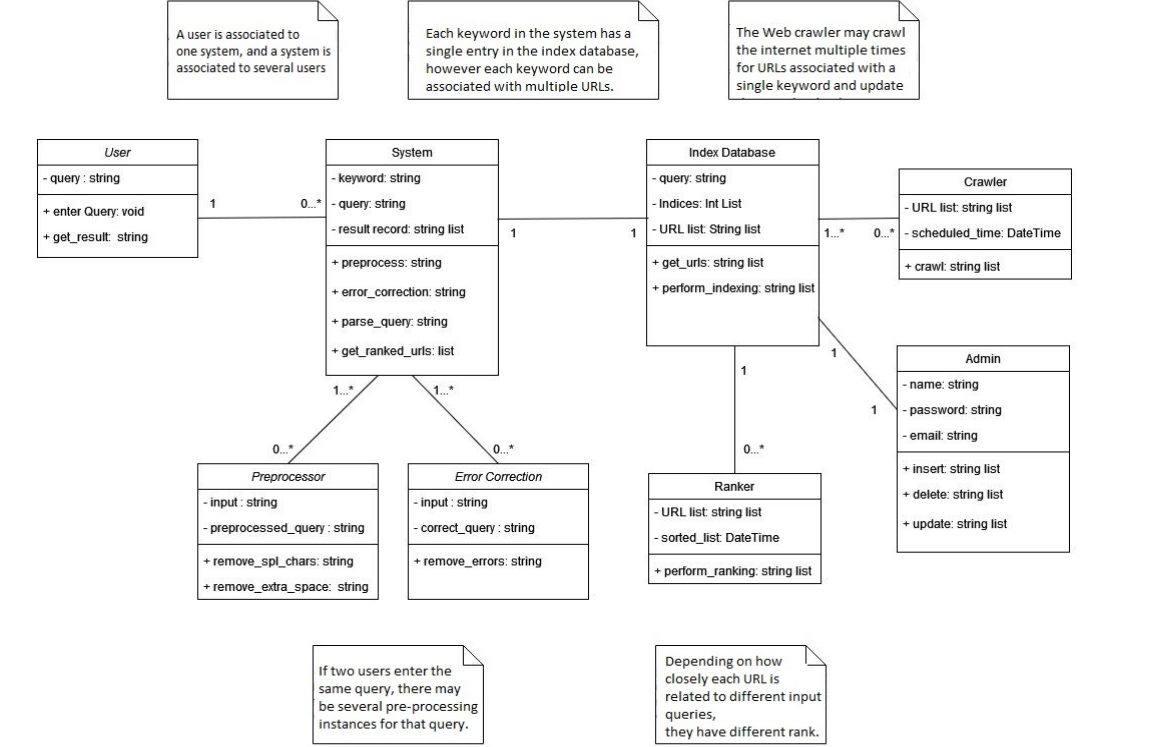 A user is associated to
one system, and a system is
associated to several users
Each keyword in the system has a
single entry in the index database,
however each keyword can be
associated with multiple URLs.
The Web crawler may crawl
the internet multiple times
for URLs associated with a
single keyword and update
User
- query : string
+ enter Query: void
+ get_result: string
1
0...*
System
- keyword: string
- query: string
- result record: string list
+ preprocess: string
+ error_correction: string
+ parse_query: string
+ get_ranked_urls: list
1
1
Index Database
- query: string
- Indices: Int List
- URL list: String list
+ get_urls: string list
+ perform_indexing: string list
1...*
0...*
Crawler
- URL list: string list
- scheduled_time: DateTime
+ crawl: string list
1
1
Admin
- name: string
- password: string
- email: string
+ insert: string list
+ delete: string list
+ update: string list
1...*
0...*
Preprocessor
- input : string
- preprocessed_query : string
+ remove_spl_chars: string
+ remove_extra_space: string
1...*
0...*
Error Correction
- input : string
- correct_query : string
+ remove_errors: string
1
0...*
Ranker
- URL list: string list
- sorted_list: DateTime
+ perform_ranking: string list
If two users enter the
same query, there may
be several pre-processing
instances for that query.
Depending on how
closely each URL is
related to different input
queries,
they have different rank.